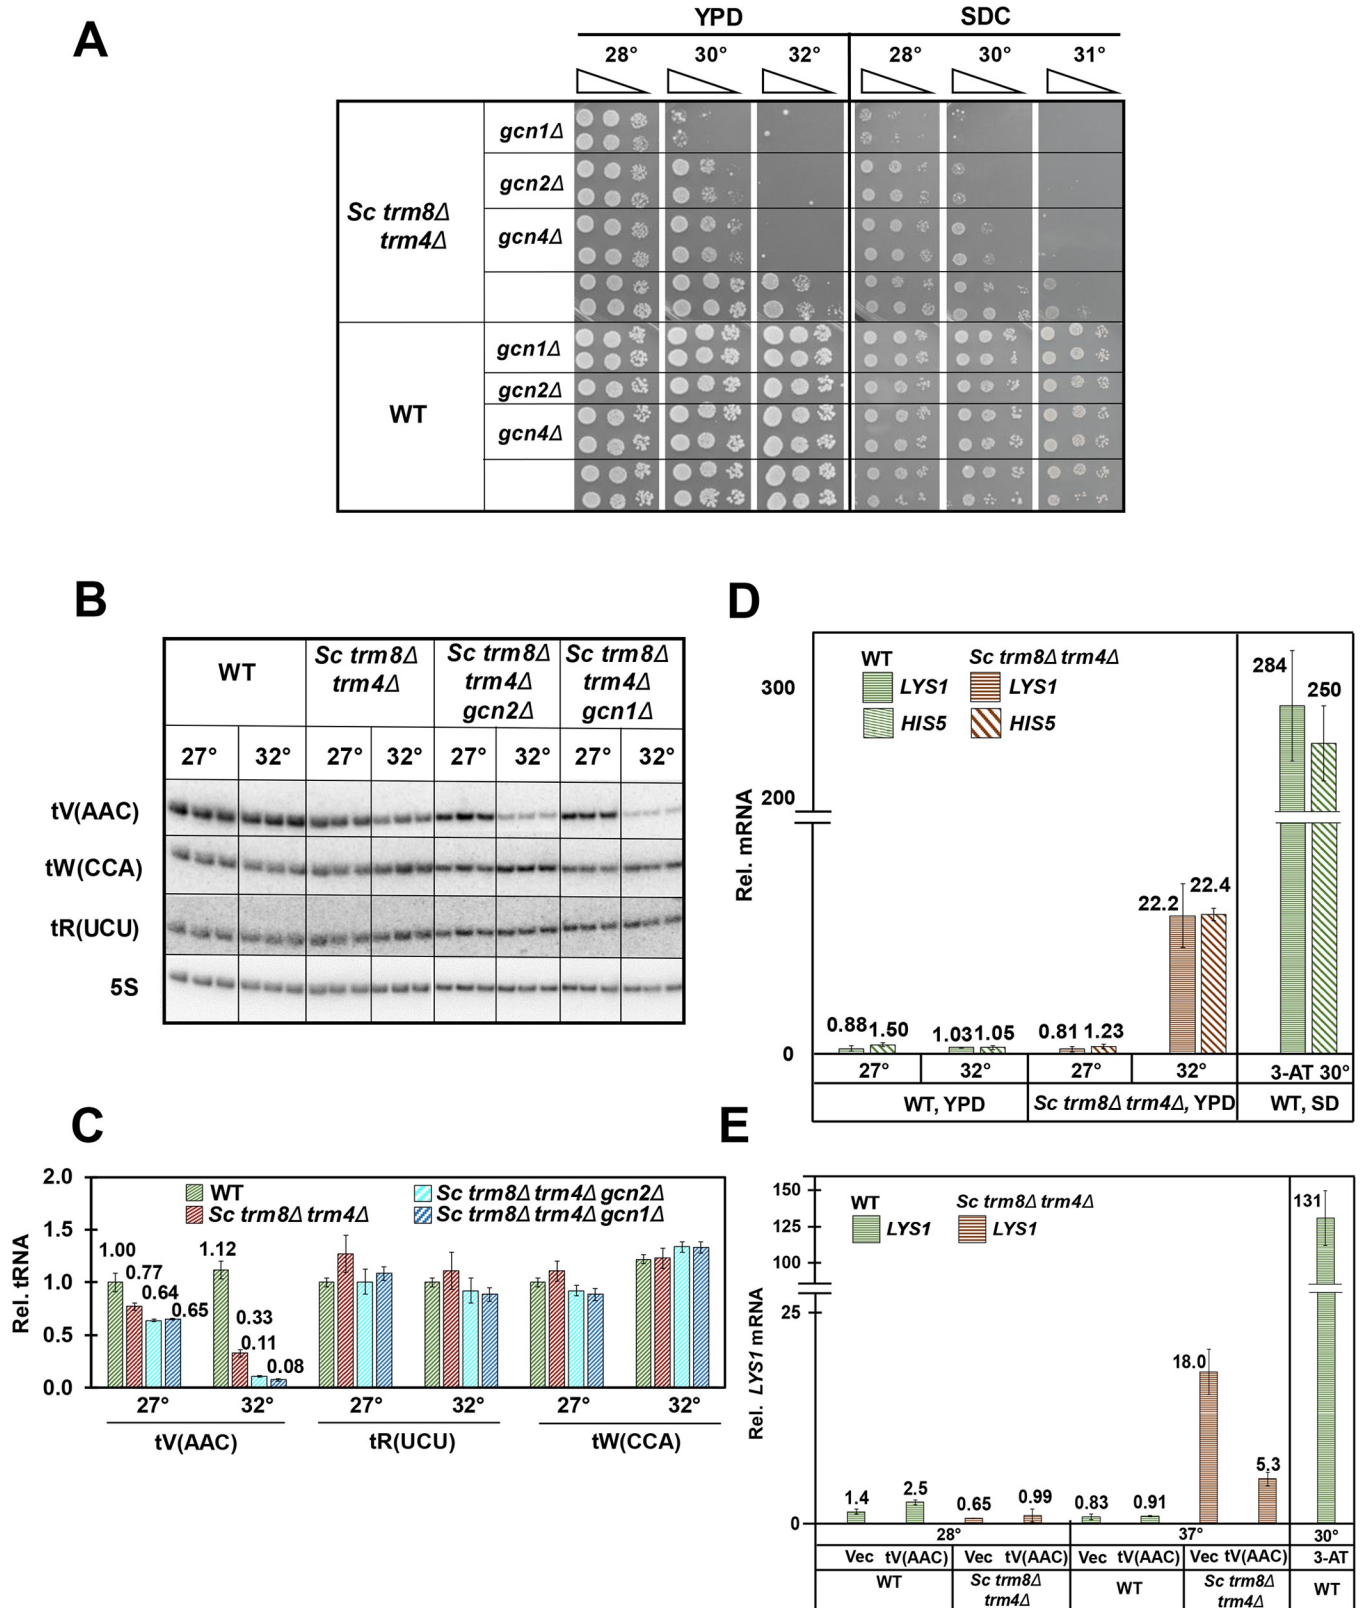 A
YPD SDC
28° 30° 32° 28° 30° 31°
gcn1Δ
gcn2Δ
Sc trm8Δ
trm4Δ
gcn4Δ
gcn1Δ
gcn2Δ
WT
gcn4Δ
B
WT
Sc trm8Δ
trm4Δ
Sc trm8Δ
trm4Δ
gcn2Δ
Sc trm8Δ
trm4Δ
gcn1Δ
27° 32° 27° 32° 27° 32° 27° 32°
tV(AAC)
tW(CCA)
tR(UCU)
5S
C
2.0
1.5
1.0
0.5
0.0
Rel. tRNA
WT
Sc trm8Δ trm4Δ
Sc trm8Δ trm4Δ gcn2Δ
Sc trm8Δ trm4Δ gcn1Δ
1.00
0.77
0.64
0.65
1.12
0.33
0.11
0.08
27° 32° 27° 32° 27° 32°
tV(AAC) tR(UCU) tW(CCA)
D
300
200
0
Rel. mRNA
WT
LYS1
HIS5
Sc trm8Δ trm4Δ
LYS1
HIS5
0.88 1.50 1.03 1.05 0.81 1.23 22.2 22.4 284 250
27° 32° 27° 32° 3-AT 30°
WT, YPD Sc trm8Δ trm4Δ, YPD WT, SD
E
150
125
100
25
0
Rel. LYS1 mRNA
WT
LYS1
Sc trm8Δ trm4Δ
LYS1
1.4 2.5 0.65 0.99 0.83 0.91 18.0 5.3 131
28° 37° 30°
Vec tV(AAC) Vec tV(AAC) Vec tV(AAC) Vec tV(AAC) 3-AT
WT
Sc trm8Δ
trm4Δ
WT
Sc trm8Δ
trm4Δ
WT